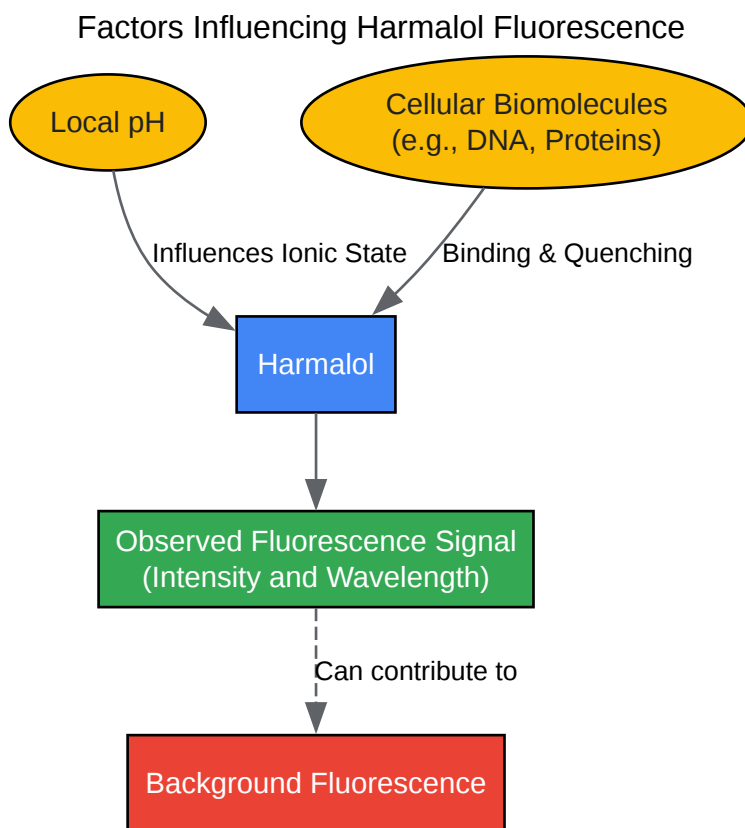 Factors Influencing Harmalol Fluorescence
Local pH
Cellular Biomolecules
(e.g., DNA, Proteins)
Influences Ionic State
Binding & Quenching
Harmalol
Observed Fluorescence Signal
(Intensity and Wavelength)
Can contribute to
Background Fluorescence